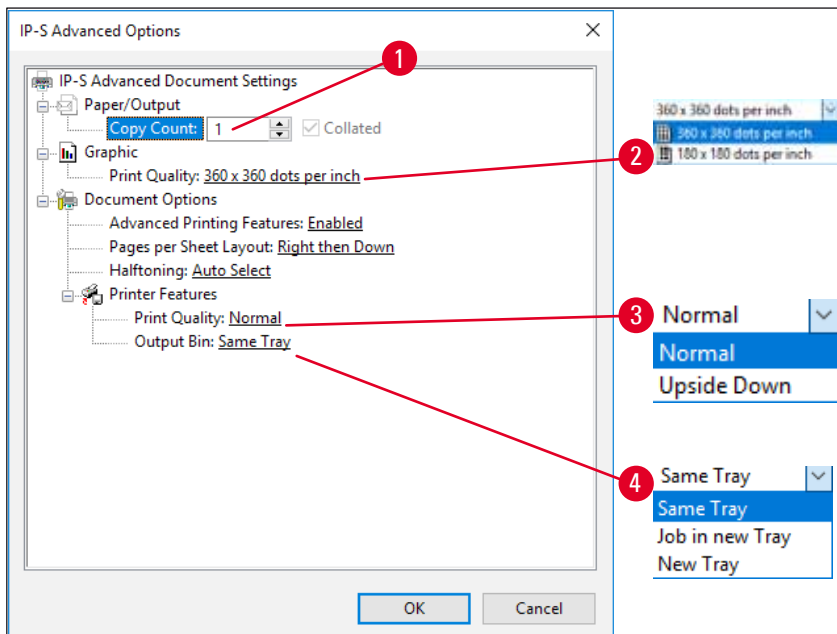 IP-S Advanced Options
IP-S Advanced Document Settings
Paper/Output
Copy Count: 1 Collated
Graphic
Print Quality: 360 x 360 dots per inch
Document Options
Advanced Printing Features: Enabled
Pages per Sheet Layout: Right then Down
Halftoning: Auto Select
Printer Features
Print Quality: Normal
Output Bin: Same Tray
OK
Cancel
1
360 x 360 dots per inch
360 x 360 dots per inch
2
180 x 180 dots per inch
3
Normal
Normal
Upside Down
4
Same Tray
Same Tray
Job in new Tray
New Tray